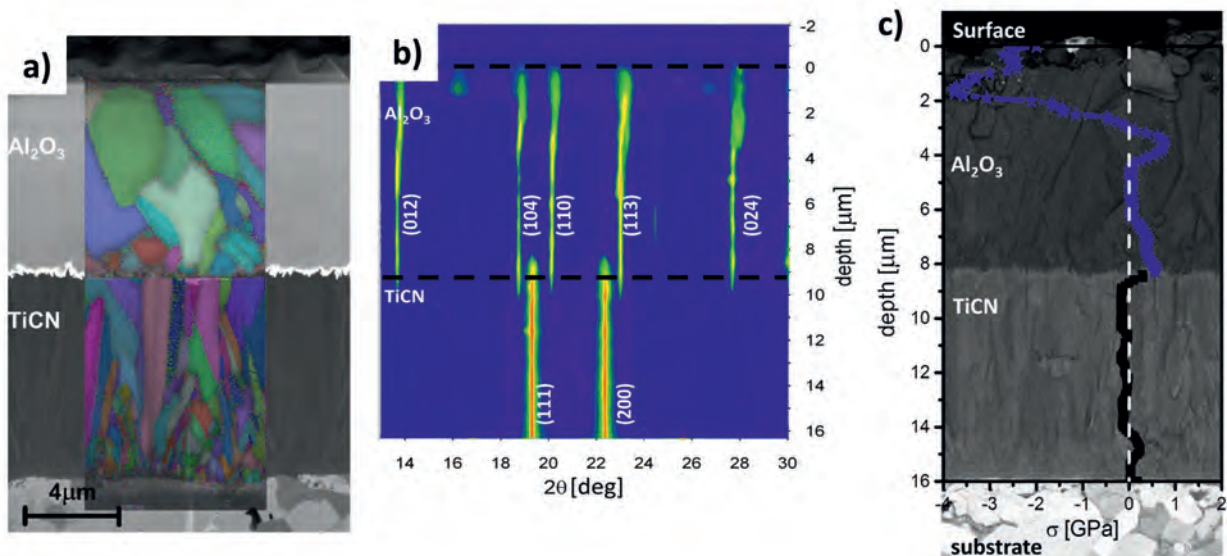 a)
Al₂O₃
TiCN
4µm
b)
Al₂O₃
TiCN
(012)
(104)
(110)
(113)
(024)
(111)
(200)
-2
0
2
4
6
8
10
12
14
16
depth [µm]
14 16 18 20 22 24 26 28 30
2θ [deg]
c)
Surface
Al₂O₃
TiCN
substrate
0
2
4
6
8
10
12
14
16
depth [µm]
-4 -3 -2 -1 0 1 2
σ [GPa]